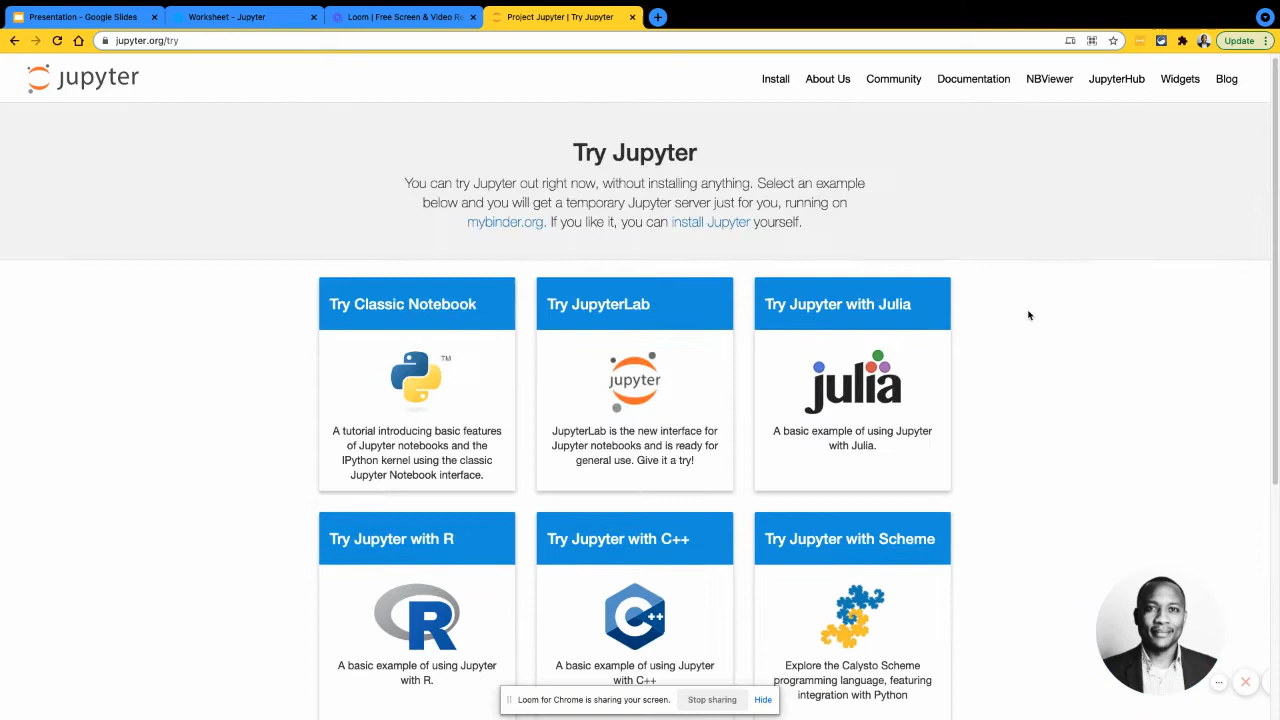 Presentation - Google Slides
Worksheet - Jupyter
Loom | Free Screen & Video Re
Project Jupyter | Try Jupyter
jupyter.org/try
Update
jupyter
Install
About Us
Community
Documentation
NBViewer
JupyterHub
Widgets
Blog
Try Jupyter
You can try Jupyter out right now, without installing anything. Select an example
below and you will get a temporary Jupyter server just for you, running on
mybinder.org. If you like it, you can install Jupyter yourself.
Try Classic Notebook
TM
A tutorial introducing basic features
of Jupyter notebooks and the
IPython kernel using the classic
Jupyter Notebook interface.
Try JupyterLab
jupyter
JupyterLab is the new interface for
Jupyter notebooks and is ready for
general use. Give it a try!
Try Jupyter with Julia
julia
A basic example of using Jupyter
with Julia.
Try Jupyter with R
R
A basic example of using Jupyter
with R.
Try Jupyter with C++
C++
A basic example of using Jupyter
with C++
Try Jupyter with Scheme
Explore the Calysto Scheme
programming language, featuring
integration with Python
Loom for Chrome is sharing your screen.
Stop sharing
Hide